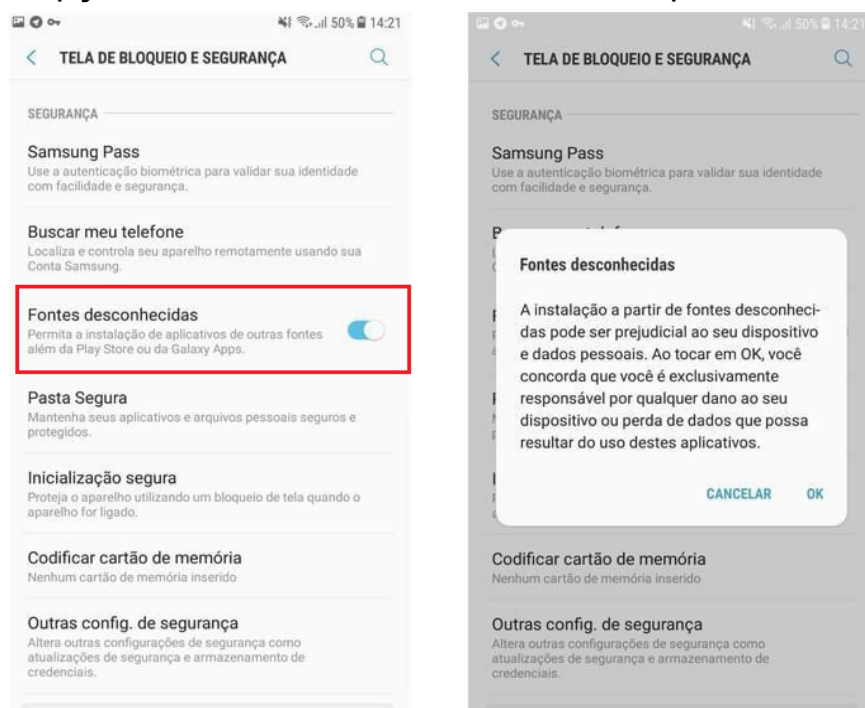 50% 14:21
TELA DE BLOQUEIO E SEGURANÇA
SEGURANÇA
Samsung Pass
Use a autenticação biométrica para validar sua identidade
com facilidade e segurança.
Buscar meu telefone
Localiza e controla seu aparelho remotamente usando sua
Conta Samsung.
Fontes desconhecidas
Permita a instalação de aplicativos de outras fontes
além da Play Store ou da Galaxy Apps.
Pasta Segura
Mantenha seus aplicativos e arquivos pessoais seguros e
protegidos.
Inicialização segura
Proteja o aparelho utilizando um bloqueio de tela quando o
aparelho for ligado.
Codificar cartão de memória
Nenhum cartão de memória inserido
Outras config. de segurança
Altera outras configurações de segurança como
atualizações de segurança e armazenamento de
credenciais.
50% 14:21
TELA DE BLOQUEIO E SEGURANÇA
SEGURANÇA
Samsung Pass
Use a autenticação biométrica para validar sua identidade
com facilidade e segurança.
Fontes desconhecidas
A instalação a partir de fontes desconheci-
das pode ser prejudicial ao seu dispositivo
e dados pessoais. Ao tocar em OK, você
concorda que você é exclusivamente
responsável por qualquer dano ao seu
dispositivo ou perda de dados que possa
resultar do uso destes aplicativos.
CANCELAR OK
Codificar cartão de memória
Nenhum cartão de memória inserido
Outras config. de segurança
Altera outras configurações de segurança como
atualizações de segurança e armazenamento de
credenciais.